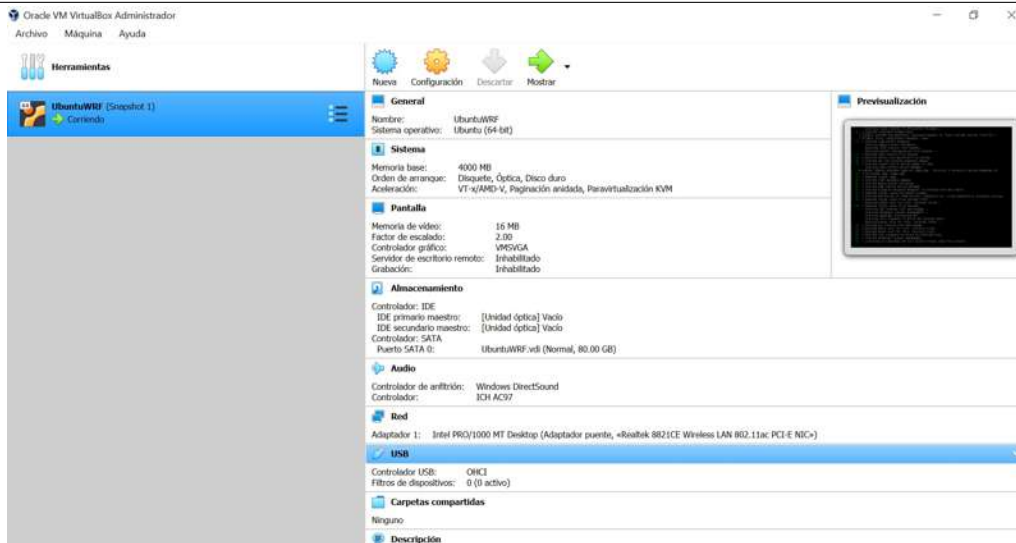 Oracle VM VirtualBox Administrador
Archivo Máquina Ayuda
Herramientas
UbuntuWRF (Snapshot 1)
Corriendo
Nueva Configuración Descartar Mostrar
General
Nombre: UbuntuWRF
Sistema operativo: Ubuntu (64-bit)
Previsualización
Sistema
Memoria base: 4000 MB
Orden de arranque: Disquete, Óptica, Disco duro
Aceleración: VT-x/AMD-V, Paginación anidada, Paravirtualización KVM
Pantalla
Memoria de vídeo: 16 MB
Factor de escalado: 2.00
Controlador gráfico: VMSVGA
Servidor de escritorio remoto: Inhabilitado
Grabación: Inhabilitado
Almacenamiento
Controlador: IDE
IDE primario maestro: [Unidad óptica] Vacío
IDE secundario maestro: [Unidad óptica] Vacío
Controlador: SATA
Puerto SATA 0: UbuntuWRF.vdi (Normal, 80.00 GB)
Audio
Controlador de anfitrión: Windows DirectSound
Controlador: ICH AC97
Red
Adaptador 1: Intel PRO/1000 MT Desktop (Adaptador puente, «Realtek 8821CE Wireless LAN 802.11ac PCI-E NIC»)
USB
Controlador USB: OHCI
Filtros de dispositivos: 0 (0 activo)
Carpetas compartidas
Ninguno
Descripción